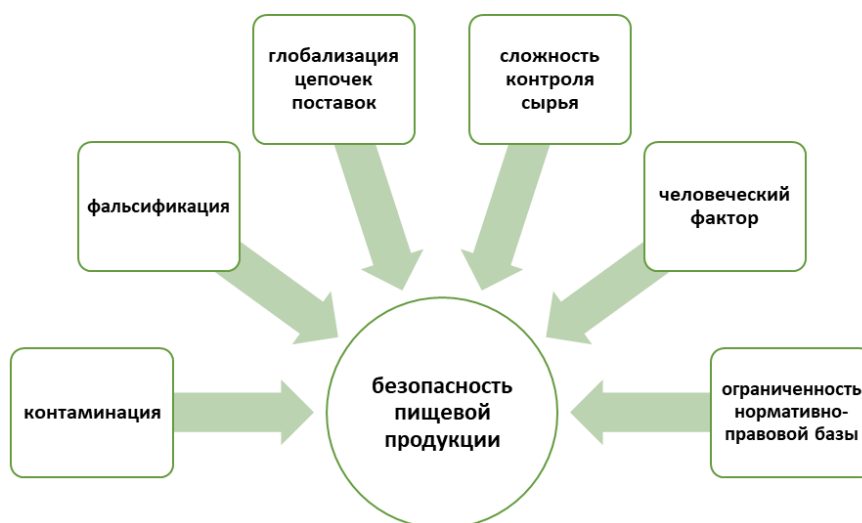 глобализация
цепочек
поставок
сложность
контроля
сырья
фальсификация
человеческий
фактор
контаминация
безопасность
пищевой
продукции
ограниченность
нормативно-
правовой базы